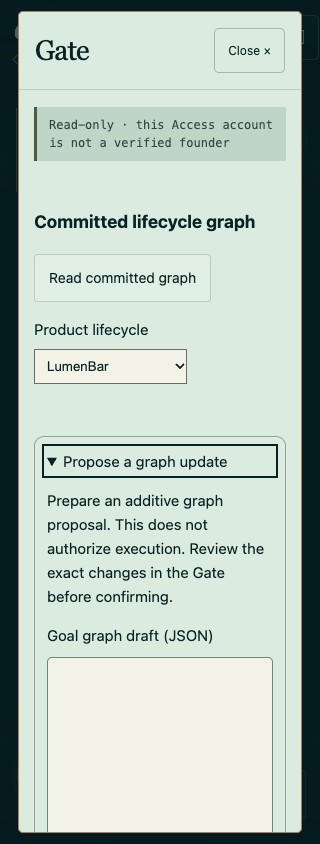 Gate
Close ×
Read-only · this Access account
is not a verified founder
Committed lifecycle graph
Read committed graph
Product lifecycle
LumenBar
▼ Propose a graph update
Prepare an additive graph
proposal. This does not
authorize execution. Review the
exact changes in the Gate
before confirming.
Goal graph draft (JSON)